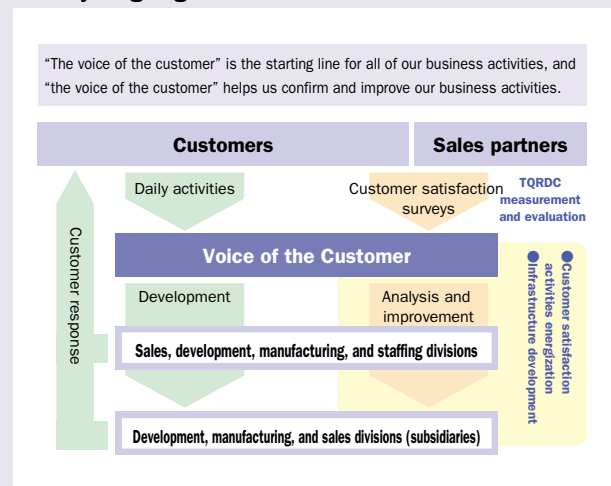 “The voice of the customer” is the starting line for all of our business activities, and
“the voice of the customer” helps us confirm and improve our business activities.
Customers
Sales partners
Daily activities
Customer satisfaction
surveys
TQRDC
measurement
and evaluation
Customer response
Voice of the Customer
Development
Analysis and
improvement
●Customer satisfaction
activities energization
●Infrastructure development
Sales, development, manufacturing, and staffing divisions
Development, manufacturing, and sales divisions (subsidiaries)